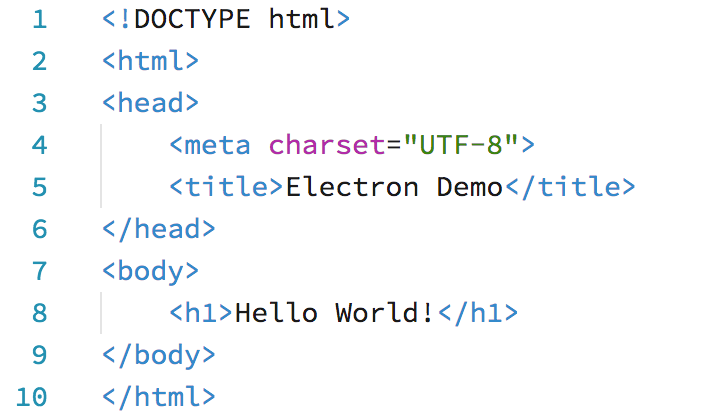 1 <!DOCTYPE html>
2 <html>
3 <head>
4     <meta charset="UTF-8">
5     <title>Electron Demo</title>
6 </head>
7 <body>
8     <h1>Hello World!</h1>
9 </body>
10 </html>